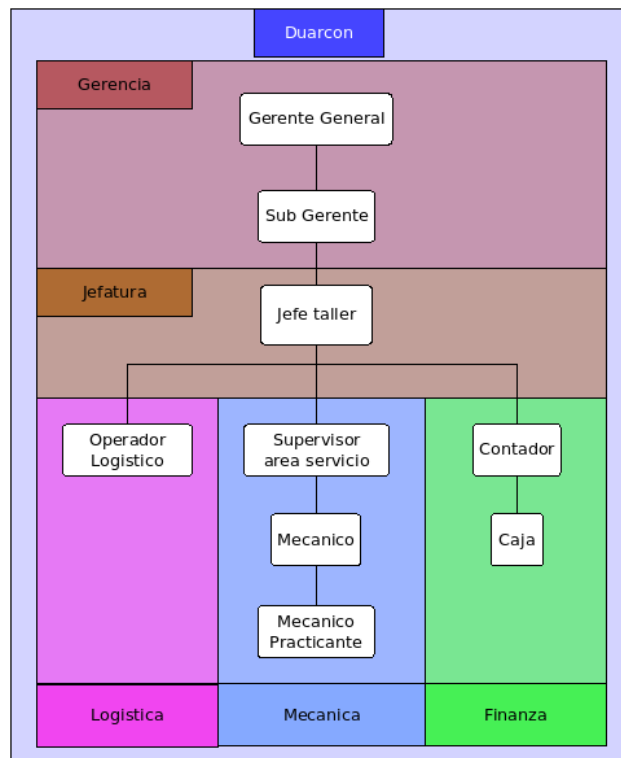 Duarcon
Gerencia
Gerente General
Sub Gerente
Jefatura
Jefe taller
Operador
Logistico
Supervisor
area servicio
Contador
Mecanico
Caja
Mecanico
Practicante
Logistica
Mecanica
Finanza